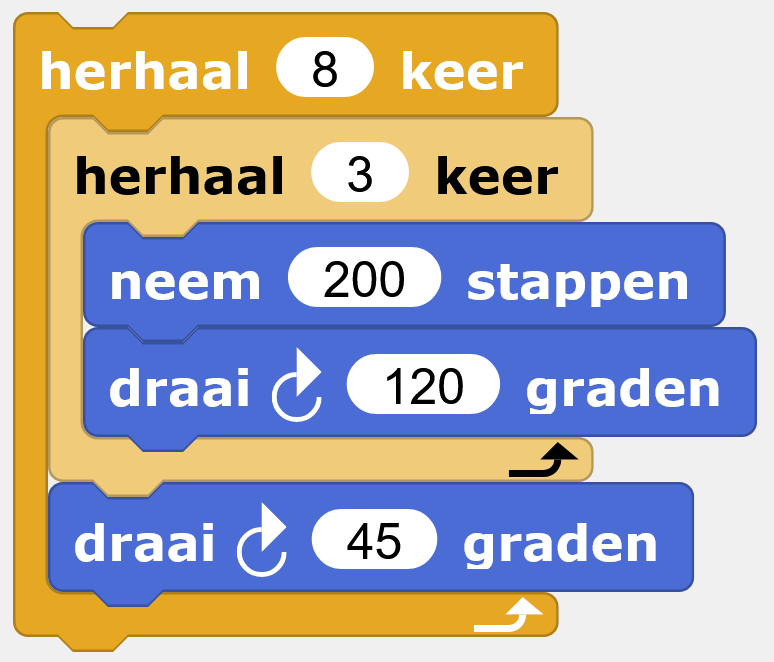 herhaal 8 keer
herhaal 3 keer
neem 200 stappen
draai 120 graden
draai 45 graden